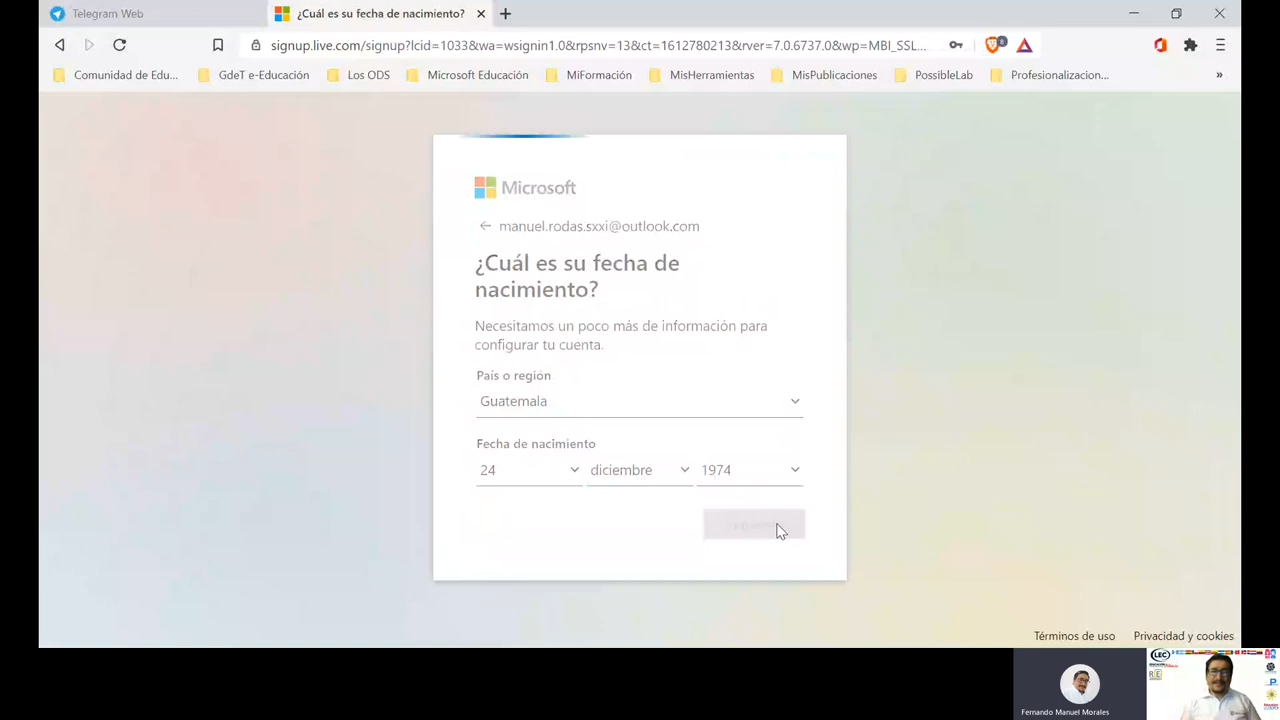 Telegram Web
¿Cuál es su fecha de nacimiento?
signup.live.com/signup?lcid=1033&wa=wsignin1.0&rpsnv=13&ct=1612780213&rver=7.0.6737.0&wp=MBI_SSL...
8
Comunidad de Edu...
GdeT e-Educación
Los ODS
Microsoft Educación
MiFormación
MisHerramientas
MisPublicaciones
PossibleLab
Profesionalizacion...
Microsoft
manuel.rodas.sxxi@outlook.com
¿Cuál es su fecha de
nacimiento?
Necesitamos un poco más de información para
configurar tu cuenta.
País o región
Guatemala
Fecha de nacimiento
24 diciembre 1974
Términos de uso Privacidad y cookies
LEC
Fernando Manuel Morales